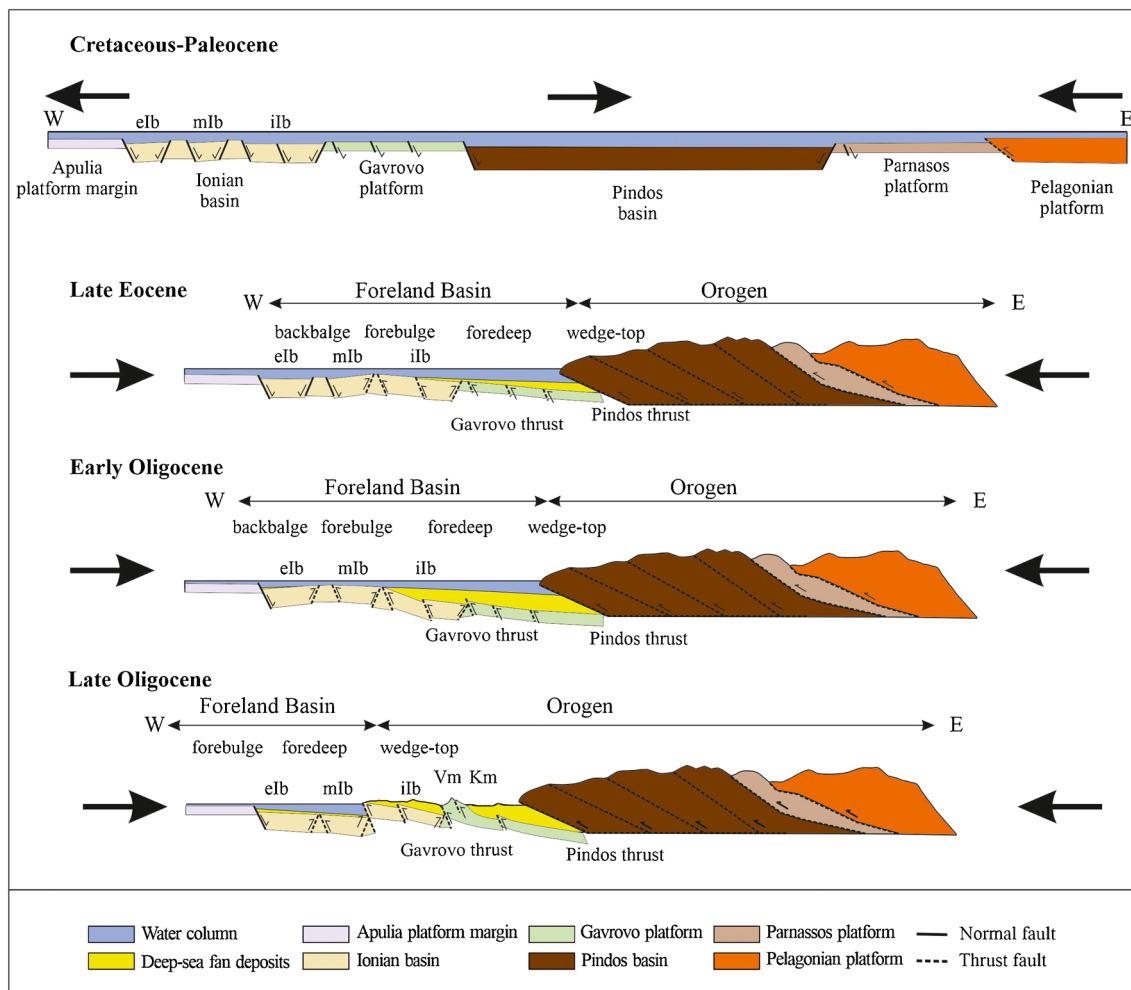 Cretaceous-Paleocene
W E
eIb mIb iIb
Apulia
platform margin
Ionian
basin
Gavrovo
platform
Pindos
basin
Parnasos
platform
Pelagonian
platform
Late Eocene
W Foreland Basin Orogen E
backbalge forebulge foredeep wedge-top
eIb mIb iIb
Gavrovo thrust
Pindos thrust
Early Oligocene
W Foreland Basin Orogen E
backbalge forebulge foredeep wedge-top
eIb mIb iIb
Gavrovo thrust Pindos thrust
Late Oligocene
W Foreland Basin Orogen E
forebulge foredeep wedge-top
eIb mIb iIb Vm Km
Gavrovo thrust Pindos thrust
Water column Apulia platform margin Gavrovo platform Parnassos platform Normal fault
Deep-sea fan deposits Ionian basin Pindos basin Pelagonian platform Thrust fault